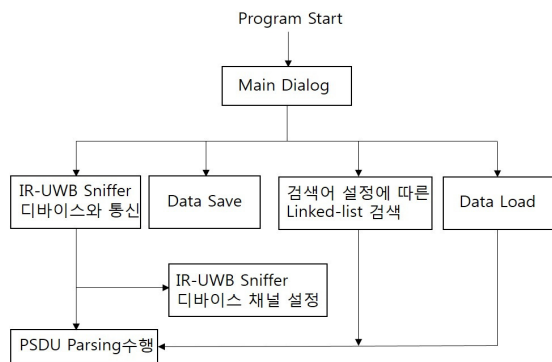 Program Start
Main Dialog
IR-UWB Sniffer
디바이스와 통신
Data Save
검색어 설정에 따른
Linked-list 검색
Data Load
IR-UWB Sniffer
디바이스 채널 설정
PSDU Parsing수행